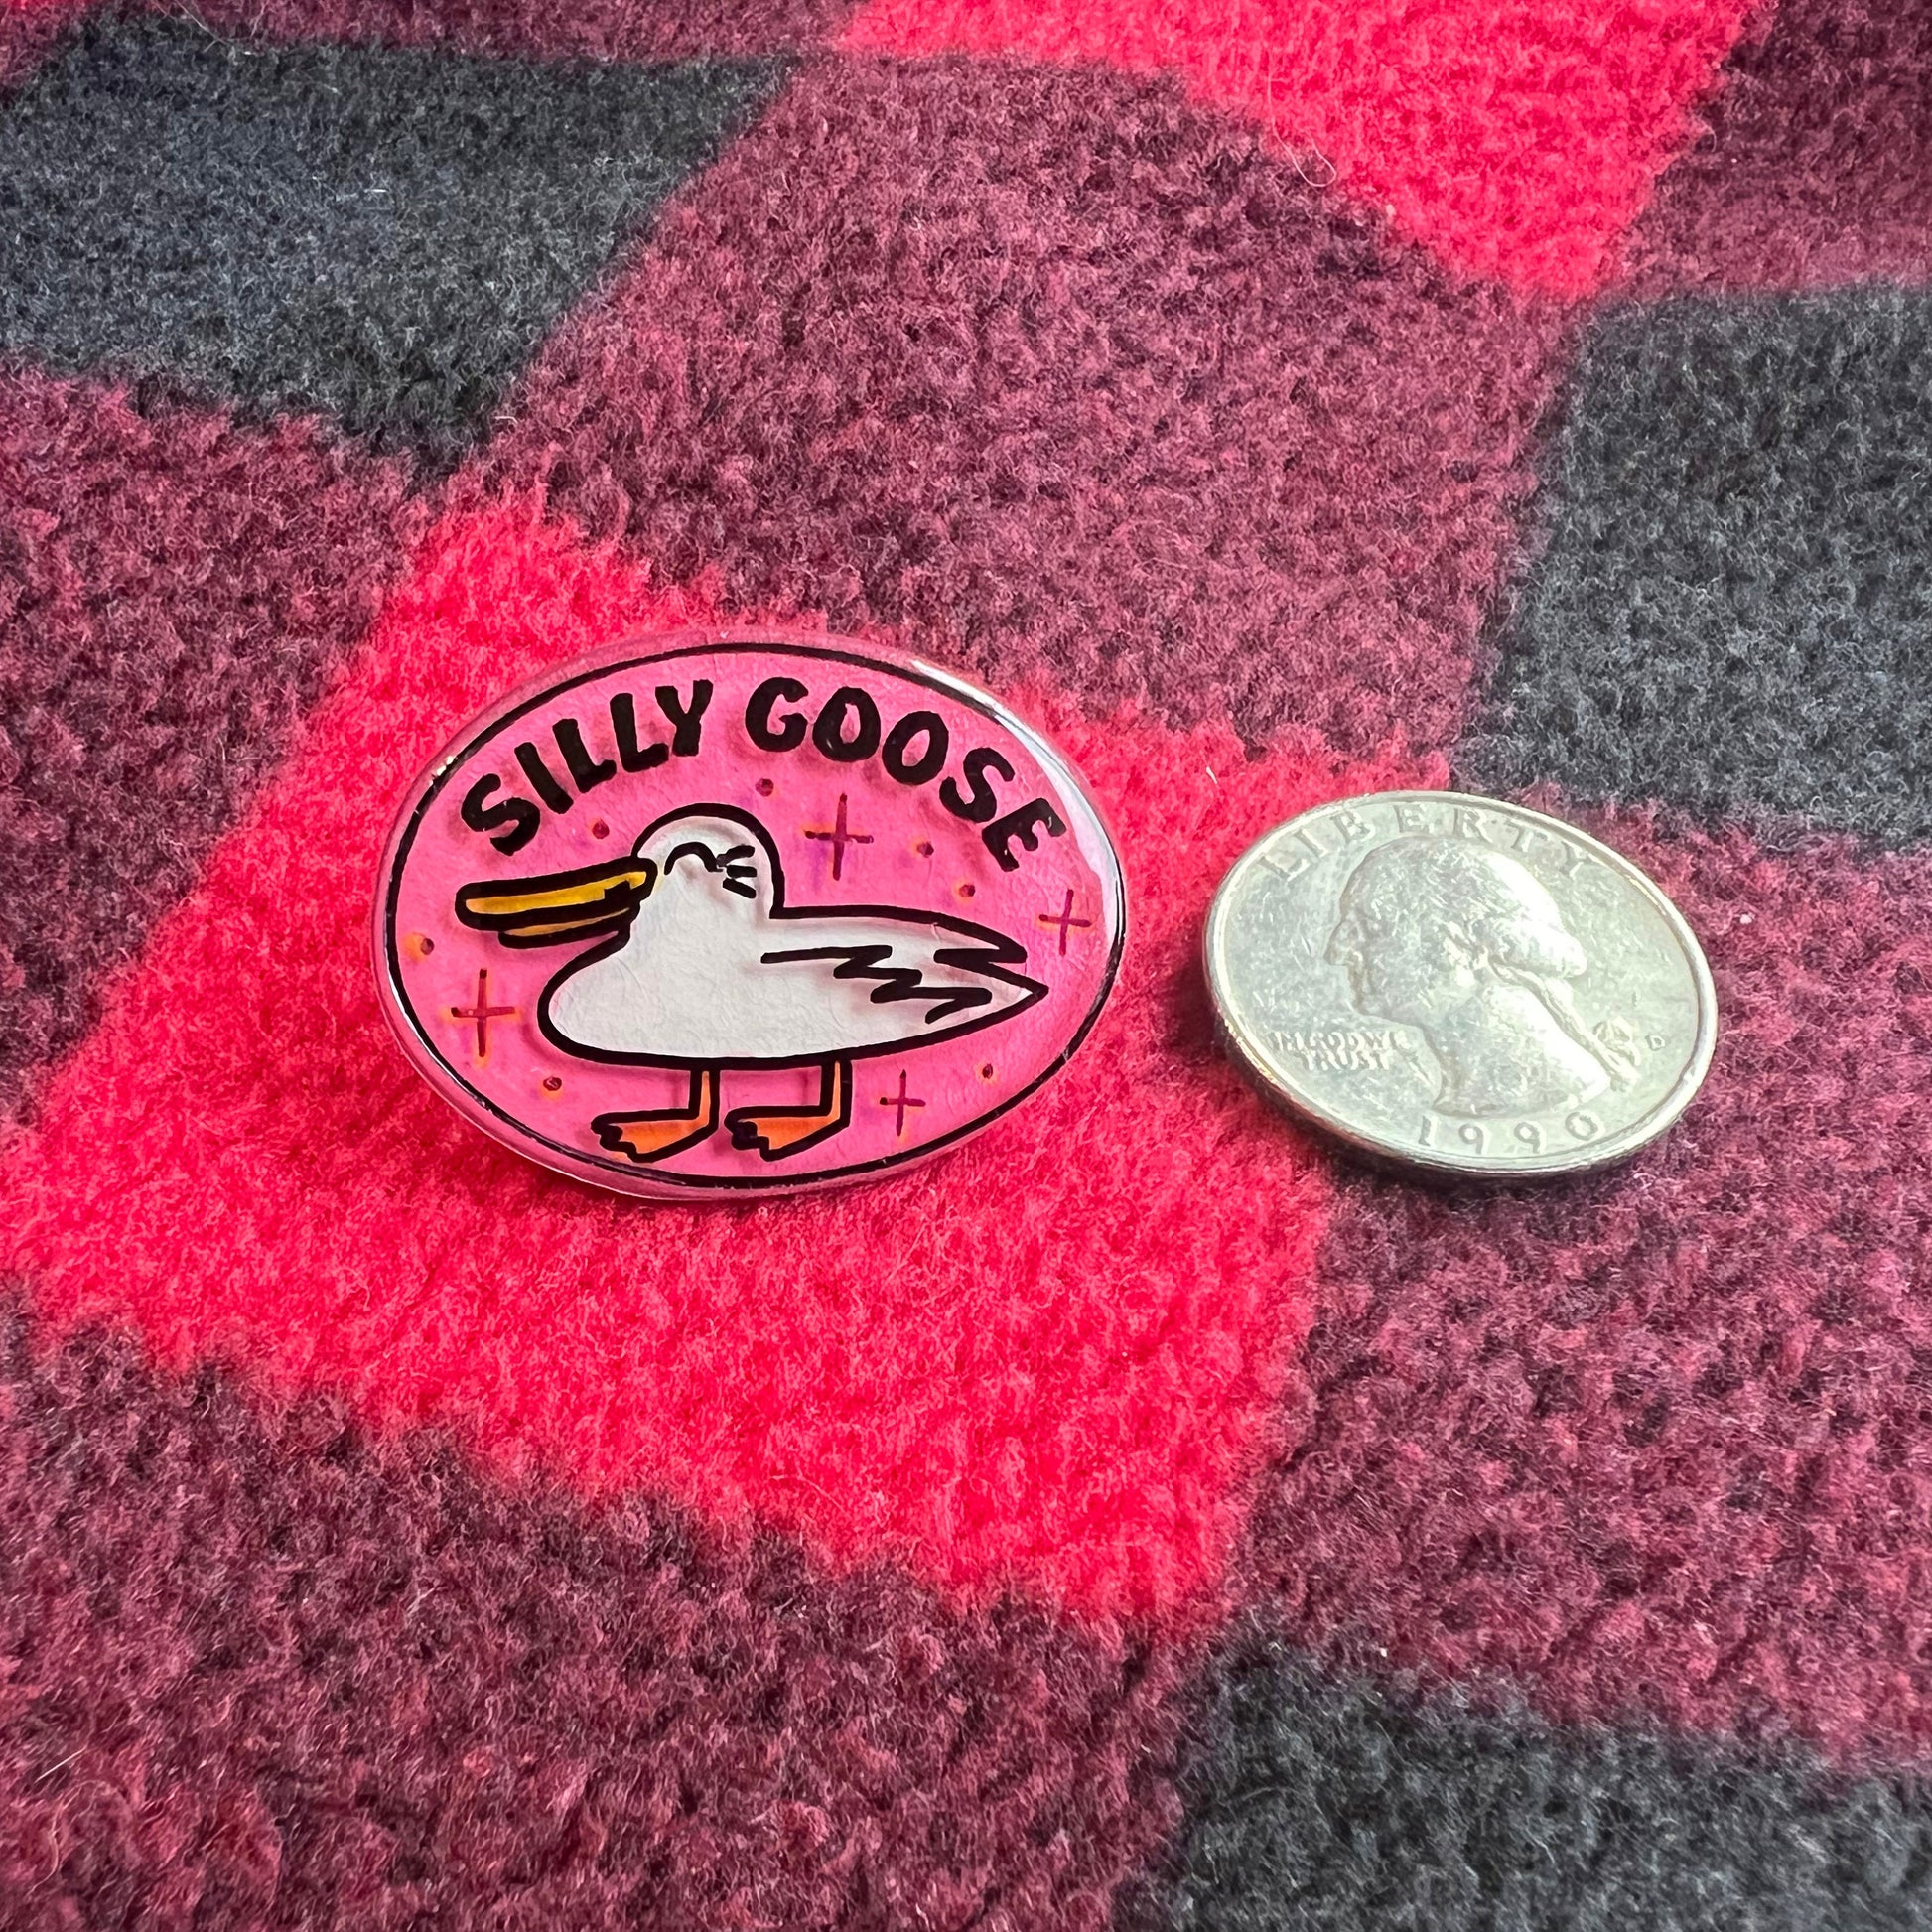 SILLY GOOSE
LIBERTY
IN GOD WE
TRUST
D
1990